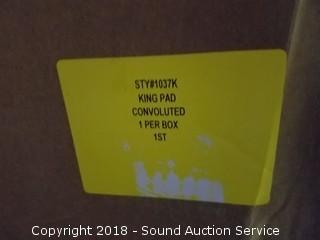 STY#1037K
KING PAD
CONVOLUTED
1 PER BOX
1ST
Copyright 2018 - Sound Auction Service